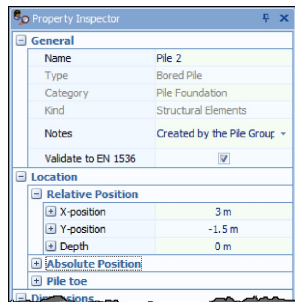 Property Inspector
General
Name Pile 2
Type Bored Pile
Category Pile Foundation
Kind Structural Elements
Notes Created by the Pile Group
Validate to EN 1536
Location
Relative Position
X-position 3 m
Y-position -1.5 m
Depth 0 m
Absolute Position
Pile toe
Dimensions